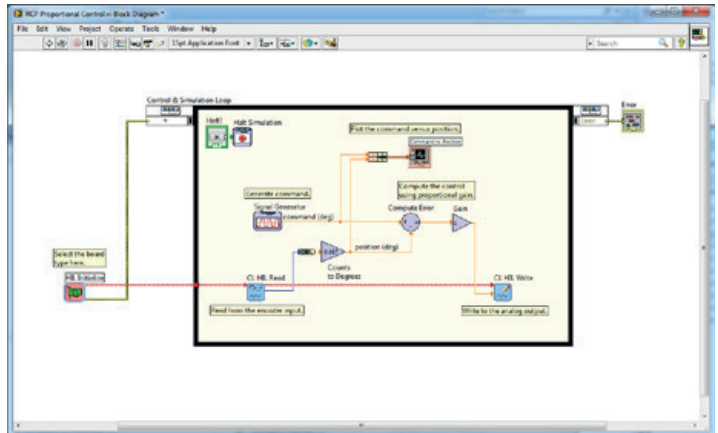 RCP Proportional Control.vi Block Diagram *
File Edit View Project Operate Tools Window Help
15pt Application Font
Search
Control & Simulation Loop
Error
Halt?
Halt Simulation
Plot the command versus position.
Generate command.
Compute the control
using proportional gain.
Signal Generator
command (deg)
Compute Error
Gain
Select the board
type here.
position (deg)
Counts
to Degrees
HIL Initialize
CL HIL Read
CL HIL Write
Read from the encoder input.
Write to the analog output.